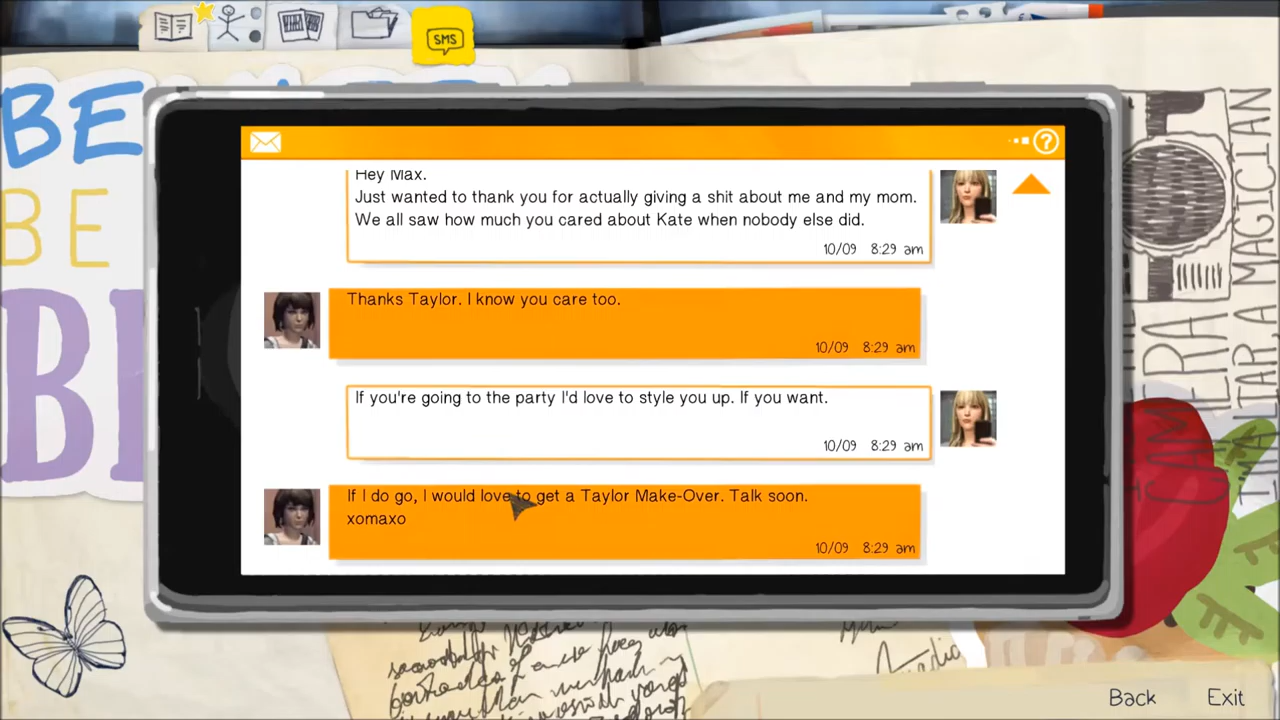 SMS
BE
BE
?
Hey Max.
Just wanted to thank you for actually giving a shit about me and my mom.
We all saw how much you cared about Kate when nobody else did.
10/09 8:29 am
Thanks Taylor. I know you care too.
10/09 8:29 am
If you're going to the party I'd love to style you up. If you want.
10/09 8:29 am
If I do go, I would love to get a Taylor Make-Over. Talk soon.
xomaxo
10/09 8:29 am
CAMERA
MAGICIAN
Back
Exit